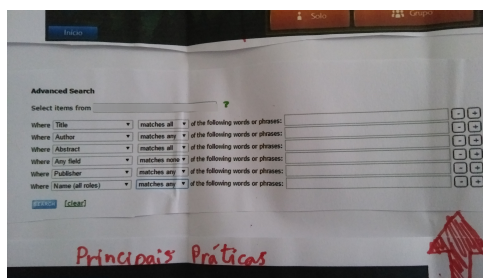 Solo
Grupo
Início
Advanced Search
Select items from ?
Where Title matches all of the following words or phrases: - +
Where Author matches any of the following words or phrases: - +
Where Abstract matches all of the following words or phrases: - +
Where Any field matches none of the following words or phrases: - +
Where Publisher matches any of the following words or phrases: - +
Where Name (all roles) matches any of the following words or phrases: - +
[clear]
Principais Práticas